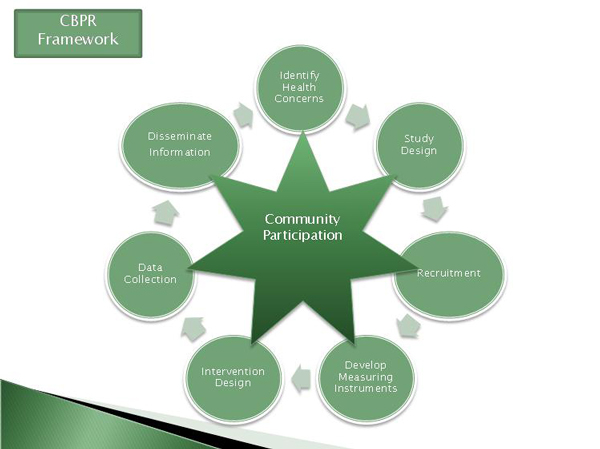 CBPR
Framework
Identify
Health
Concerns
Study
Design
Recruitment
Develop
Measuring
Instruments
Intervention
Design
Data
Collection
Disseminate
Information
Community
Participation